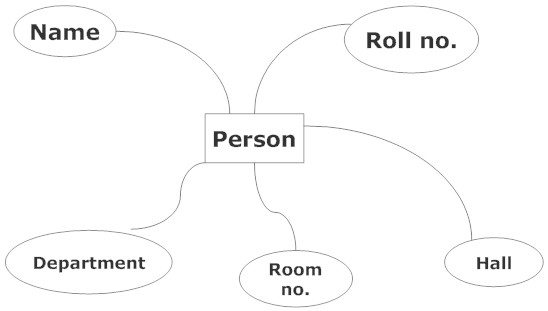 Name
Roll no.
Person
Department
Room
no.
Hall